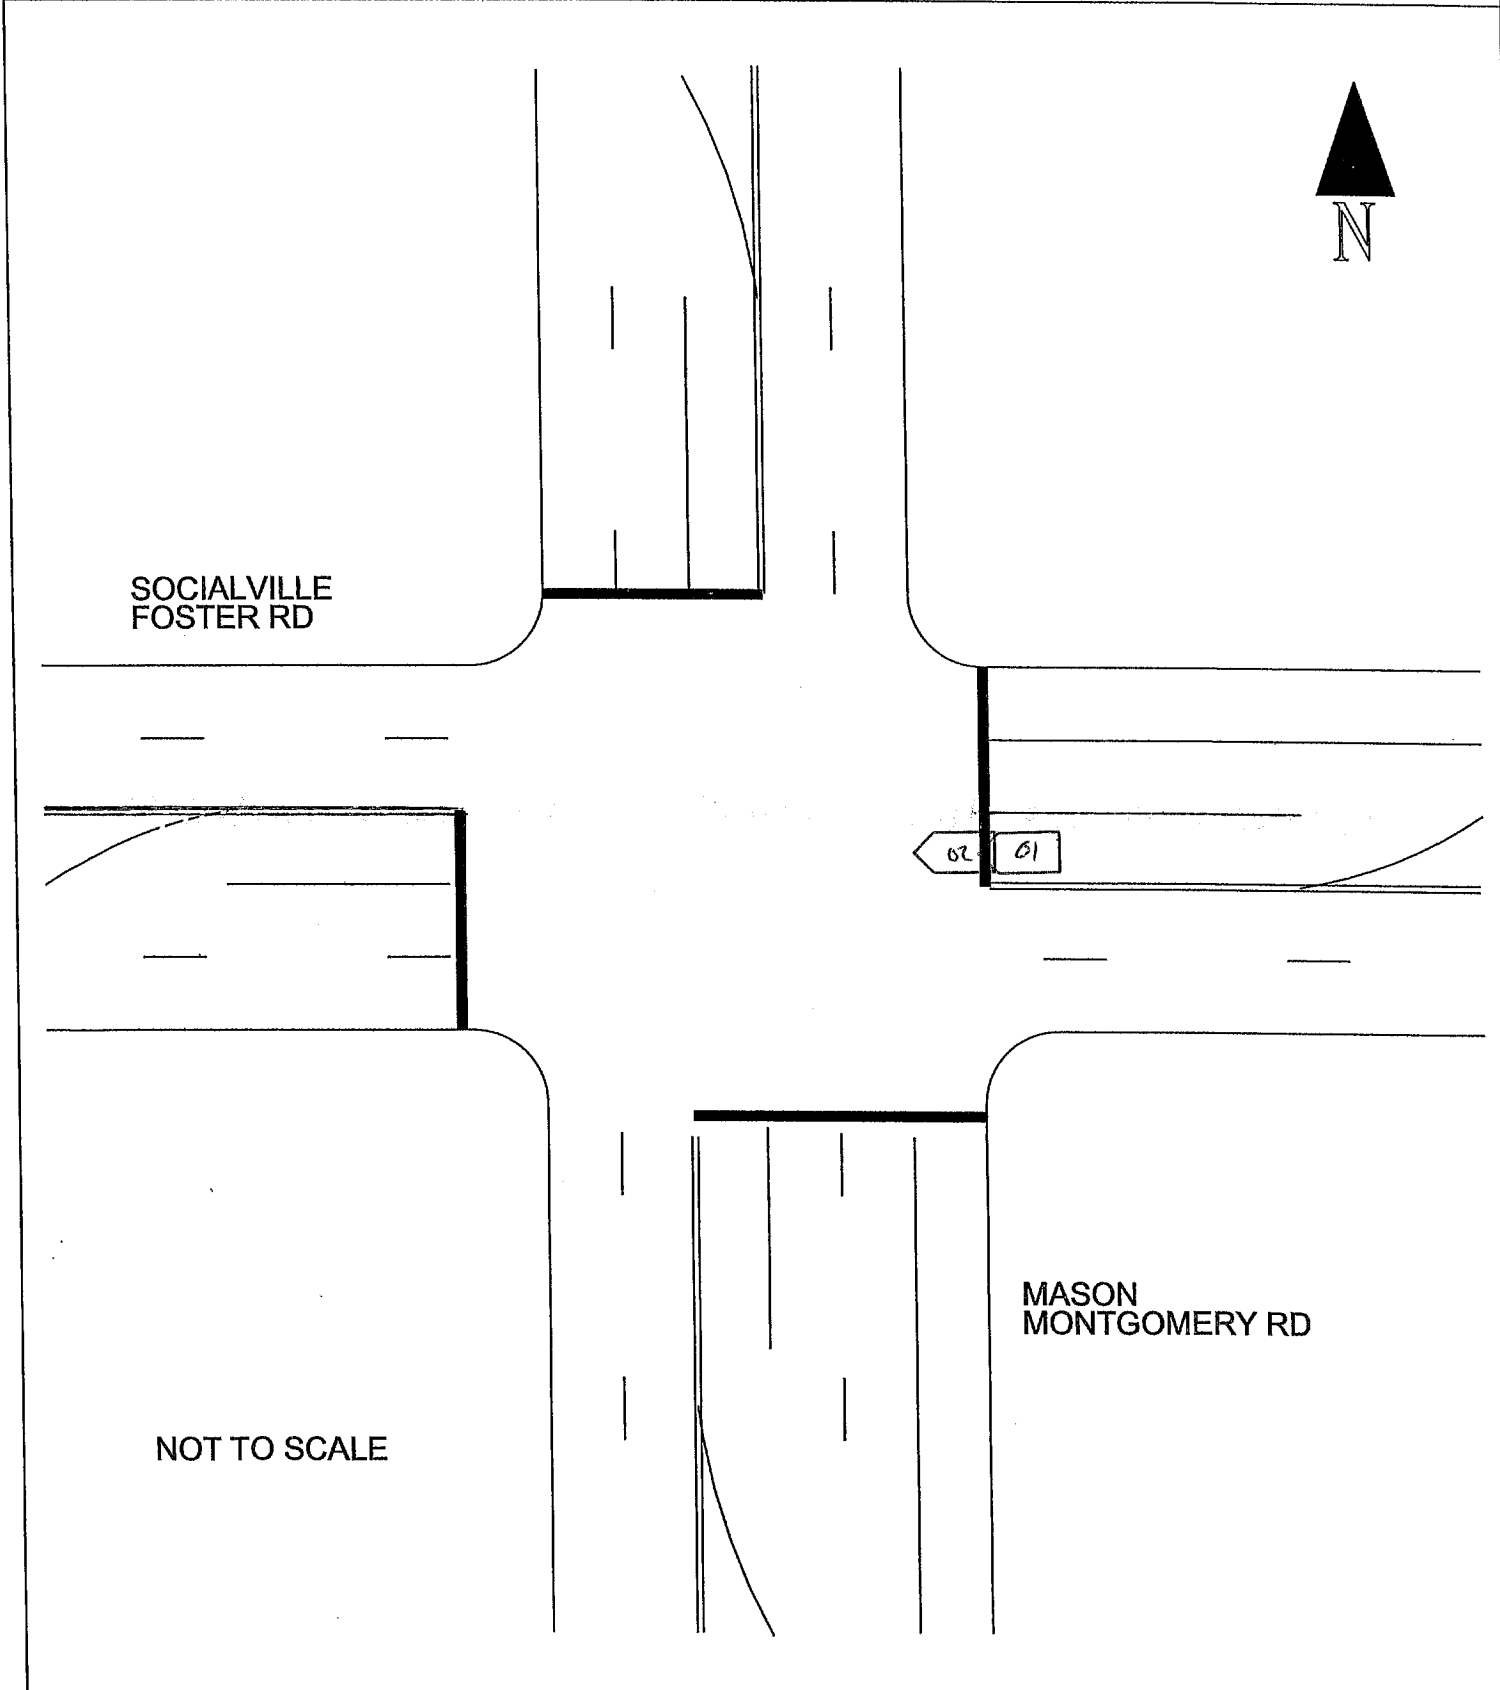 N
SOCIALVILLE
FOSTER RD
02 01
MASON
MONTGOMERY RD
NOT TO SCALE